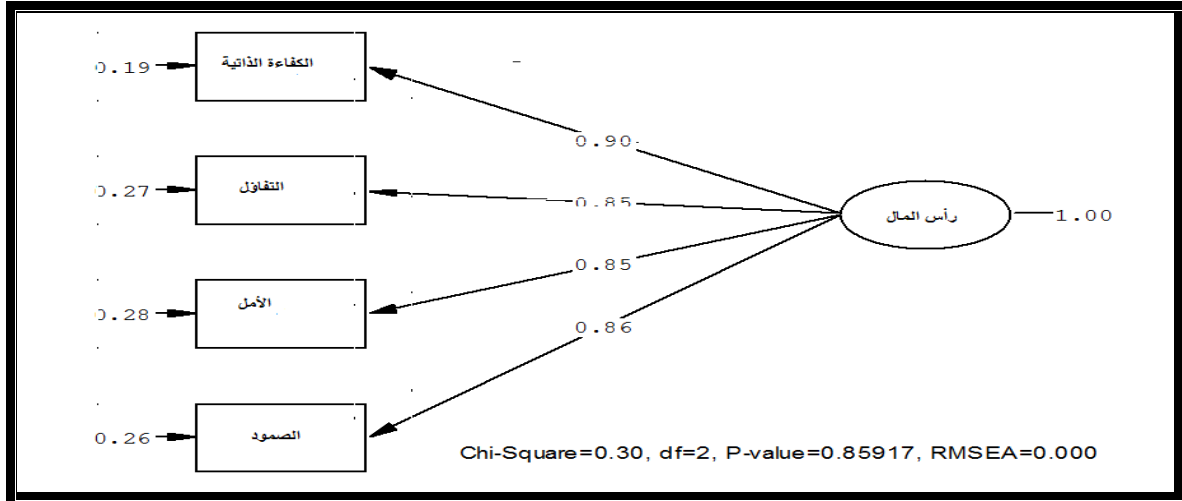 0.19
الكفاءة الذاتية
0.90
0.27
التفاؤل
0.85
رأس المال
1.00
0.85
0.28
الأمل
0.86
0.26
الصمود
Chi-Square=0.30, df=2, P-value=0.85917, RMSEA=0.000